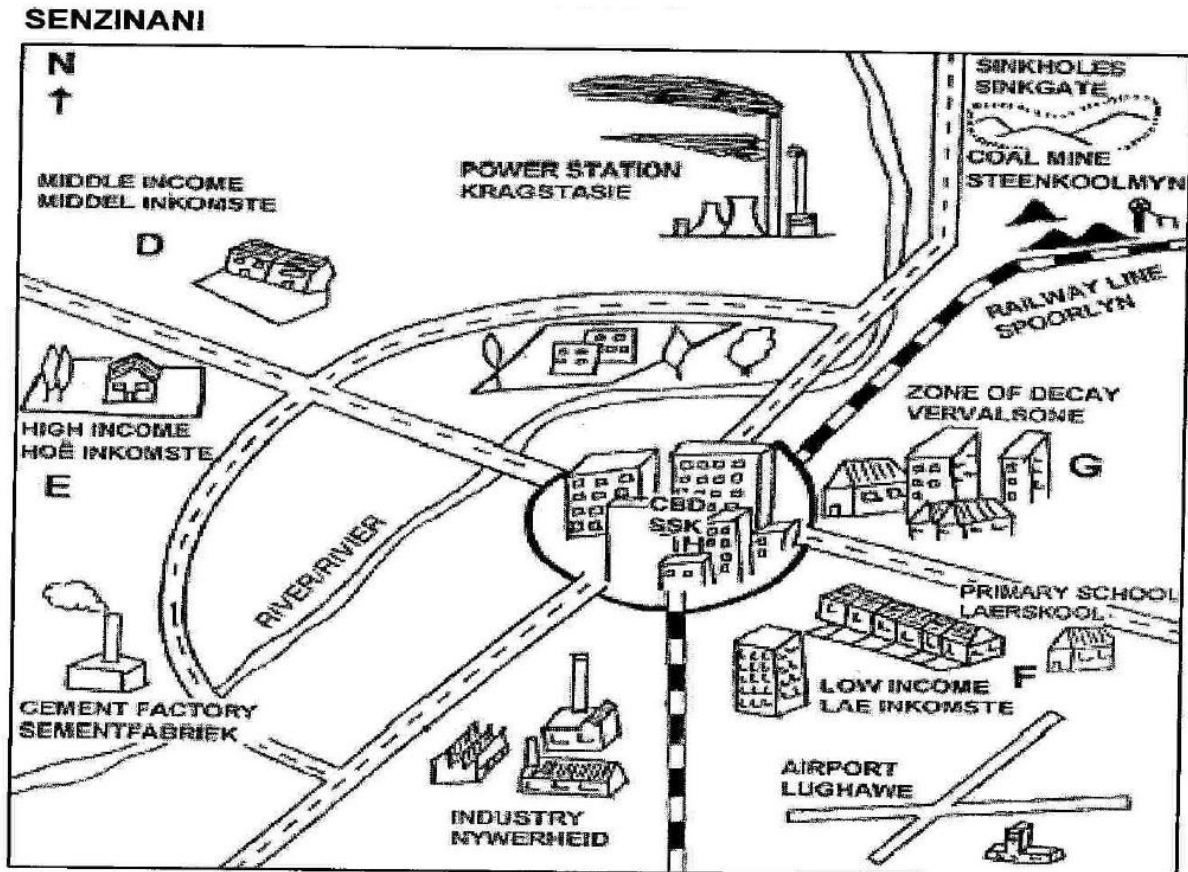 SENZINANI
N
SINKHOLES
SINKGATE
COAL MINE
STEENKOOLMYN
POWER STATION
KRAGSTASIE
MIDDLE INCOME
MIDDEL INKOMSTE
D
RAILWAY LINE
SPOORLYN
ZONE OF DECAY
VERVALSONE
G
HIGH INCOME
HOË INKOMSTE
E
CBD
SSK
H
RIVER/RIVIER
PRIMARY SCHOOL
LAERSKOOL
F
LOW INCOME
LAE INKOMSTE
CEMENT FACTORY
SEMENTFABRIEK
AIRPORT
LUGHAWE
INDUSTRY
NYWERHEID